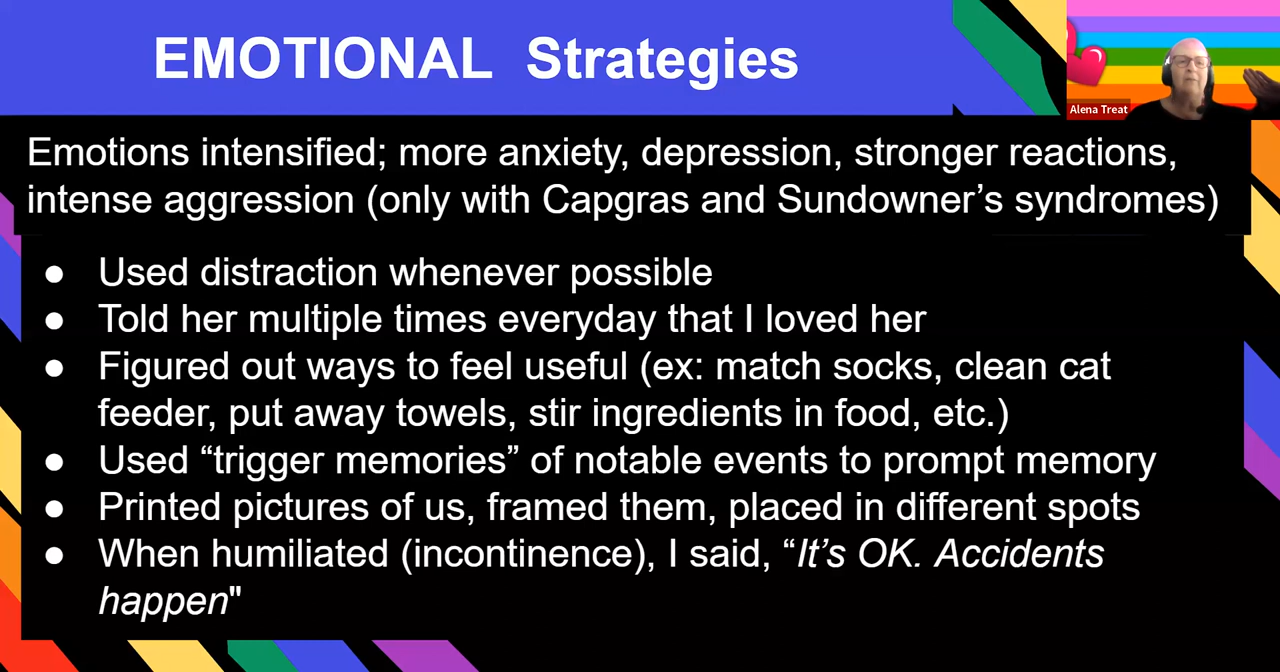 EMOTIONAL Strategies
Alena Treat
Emotions intensified; more anxiety, depression, stronger reactions,
intense aggression (only with Capgras and Sundowner’s syndromes)
● Used distraction whenever possible
● Told her multiple times everyday that I loved her
● Figured out ways to feel useful (ex: match socks, clean cat
feeder, put away towels, stir ingredients in food, etc.)
● Used “trigger memories” of notable events to prompt memory
● Printed pictures of us, framed them, placed in different spots
● When humiliated (incontinence), I said, “It’s OK. Accidents
happen"